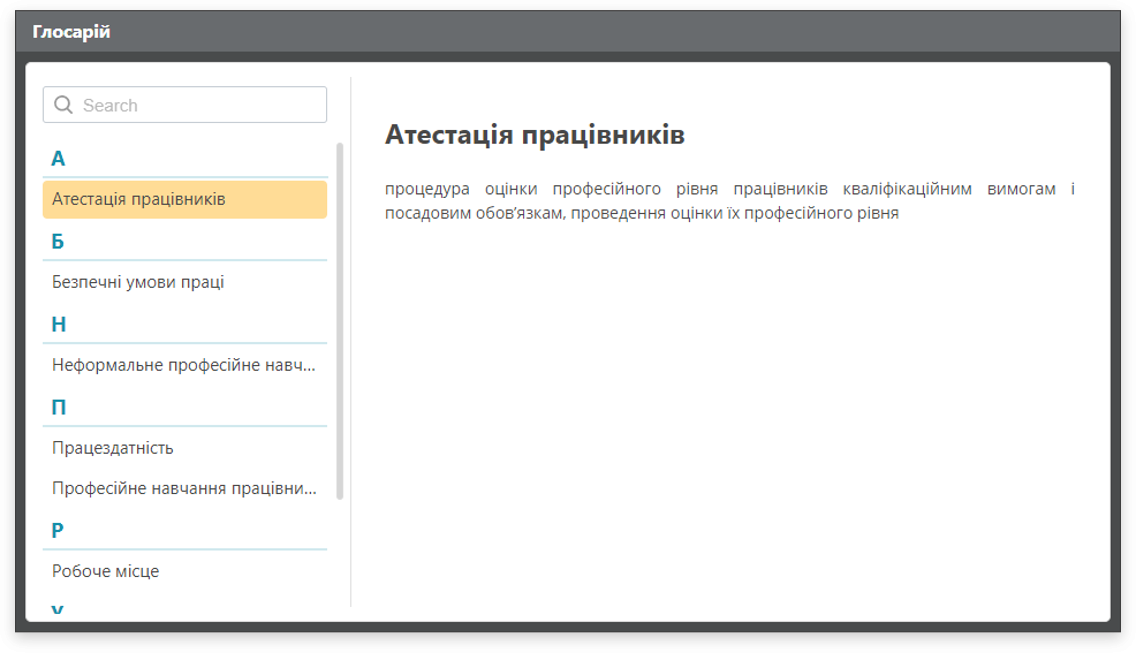 Глосарій
Search
А
Атестація працівників
Б
Безпечні умови праці
Н
Неформальне професійне навч...
П
Працездатність
Професійне навчання працівни...
Р
Робоче місце
У
Атестація працівників
процедура оцінки професійного рівня працівників кваліфікаційним вимогам і
посадовим обов’язкам, проведення оцінки їх професійного рівня